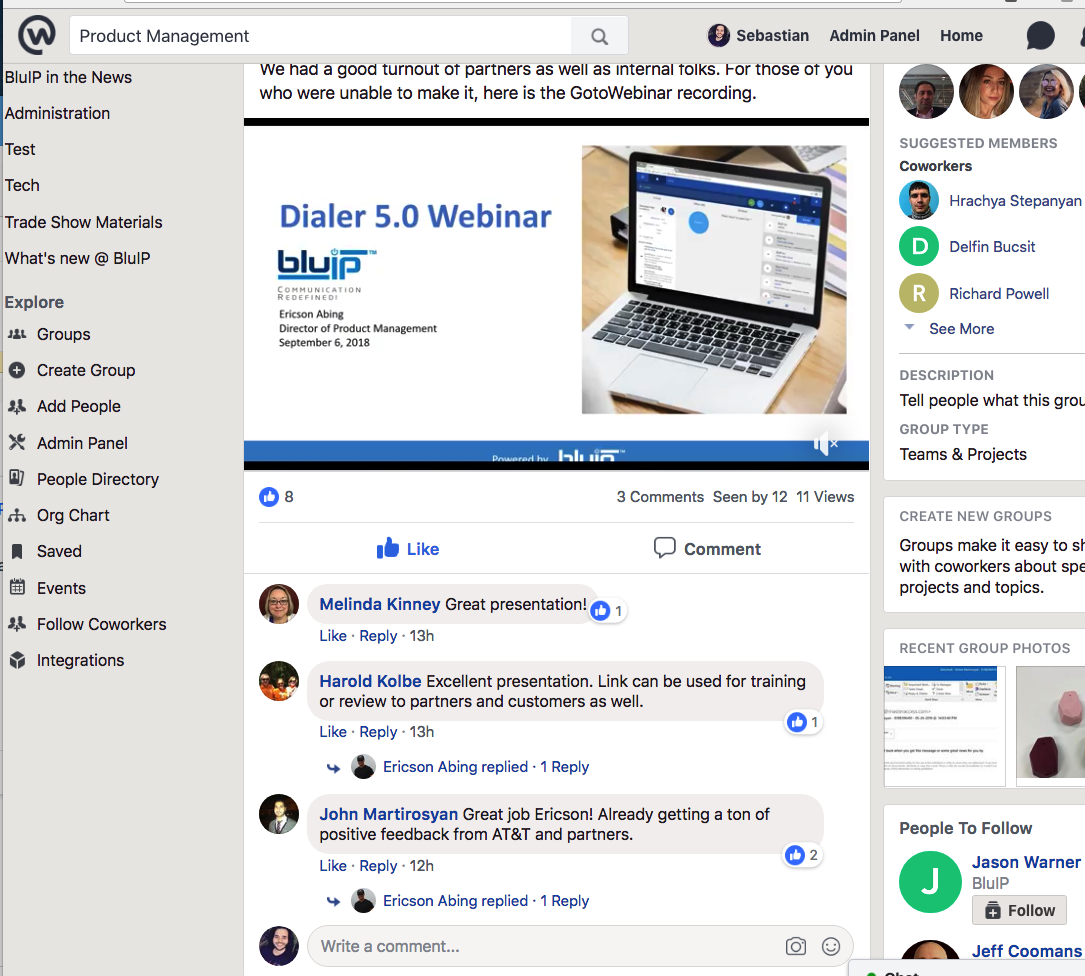 Product Management
Sebastian
Admin Panel
Home
BluIP in the News
Administration
Test
Tech
Trade Show Materials
What's new @ BluIP
Explore
Groups
Create Group
Add People
Admin Panel
People Directory
Org Chart
Saved
Events
Follow Coworkers
Integrations
We had a good turnout of partners as well as internal folks. For those of you
who were unable to make it, here is the GotoWebinar recording.
Dialer 5.0 Webinar
bluIP™
COMMUNICATION
REDEFINED!
Ericson Abing
Director of Product Management
September 6, 2018
Powered by bluIP™
8
3 Comments Seen by 12 11 Views
Like
Comment
Melinda Kinney Great presentation!
1
Like · Reply · 13h
Harold Kolbe Excellent presentation. Link can be used for training
or review to partners and customers as well.
1
Like · Reply · 13h
Ericson Abing replied · 1 Reply
John Martirosyan Great job Ericson! Already getting a ton of
positive feedback from AT&T and partners.
2
Like · Reply · 12h
Ericson Abing replied · 1 Reply
Write a comment...
SUGGESTED MEMBERS
Coworkers
Hrachya Stepanyan
D
Delfin Bucsit
R
Richard Powell
See More
DESCRIPTION
Tell people what this grou
GROUP TYPE
Teams & Projects
CREATE NEW GROUPS
Groups make it easy to sh
with coworkers about spe
projects and topics.
RECENT GROUP PHOTOS
People To Follow
J
Jason Warner
BluIP
Follow
Jeff Coomans
Chat